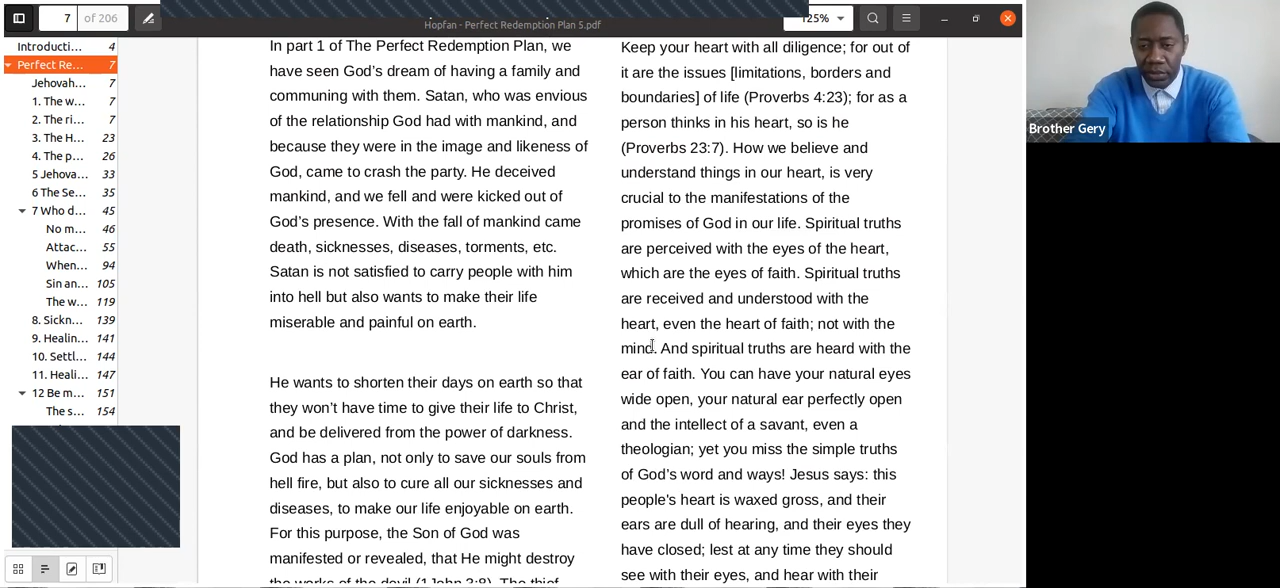 7
of 206
Hopfan - Perfect Redemption Plan 5.pdf
125%
Introducti... 4
Perfect Re... 7
Jehovah... 7
1. The w... 7
2. The ri... 7
3. The H... 23
4. The p... 26
5 Jehova... 33
6 The Se... 35
7 Who d... 45
No m... 46
Attac... 55
When... 94
Sin an... 105
The w... 119
8. Sickn... 139
9. Healin... 141
10. Settl... 144
11. Heali... 147
12 Be m... 151
The s... 154
In part 1 of The Perfect Redemption Plan, we
have seen God's dream of having a family and
communing with them. Satan, who was envious
of the relationship God had with mankind, and
because they were in the image and likeness of
God, came to crash the party. He deceived
mankind, and we fell and were kicked out of
God's presence. With the fall of mankind came
death, sicknesses, diseases, torments, etc.
Satan is not satisfied to carry people with him
into hell but also wants to make their life
miserable and painful on earth.
He wants to shorten their days on earth so that
they won't have time to give their life to Christ,
and be delivered from the power of darkness.
God has a plan, not only to save our souls from
hell fire, but also to cure all our sicknesses and
diseases, to make our life enjoyable on earth.
For this purpose, the Son of God was
manifested or revealed, that He might destroy
the works of the devil (1John 3:8). The thief
Keep your heart with all diligence; for out of
it are the issues [limitations, borders and
boundaries] of life (Proverbs 4:23); for as a
person thinks in his heart, so is he
(Proverbs 23:7). How we believe and
understand things in our heart, is very
crucial to the manifestations of the
promises of God in our life. Spiritual truths
are perceived with the eyes of the heart,
which are the eyes of faith. Spiritual truths
are received and understood with the
heart, even the heart of faith; not with the
mind. And spiritual truths are heard with the
ear of faith. You can have your natural eyes
wide open, your natural ear perfectly open
and the intellect of a savant, even a
theologian; yet you miss the simple truths
of God's word and ways! Jesus says: this
people's heart is waxed gross, and their
ears are dull of hearing, and their eyes they
have closed; lest at any time they should
see with their eyes, and hear with their
Brother Gery